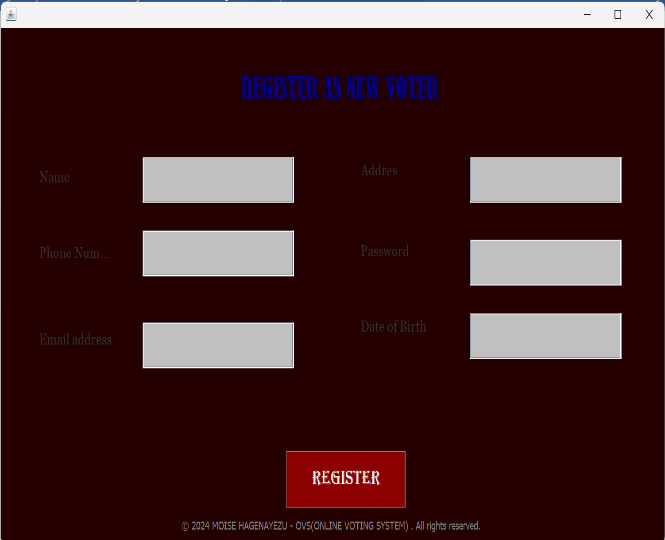 REGISTER AS NEW VOTER
Name
Addres
Phone Num...
Password
Email address
Date of Birth
REGISTER
© 2024 MOISE HAGENAYEZU - OVS(ONLINE VOTING SYSTEM) . All rights reserved.